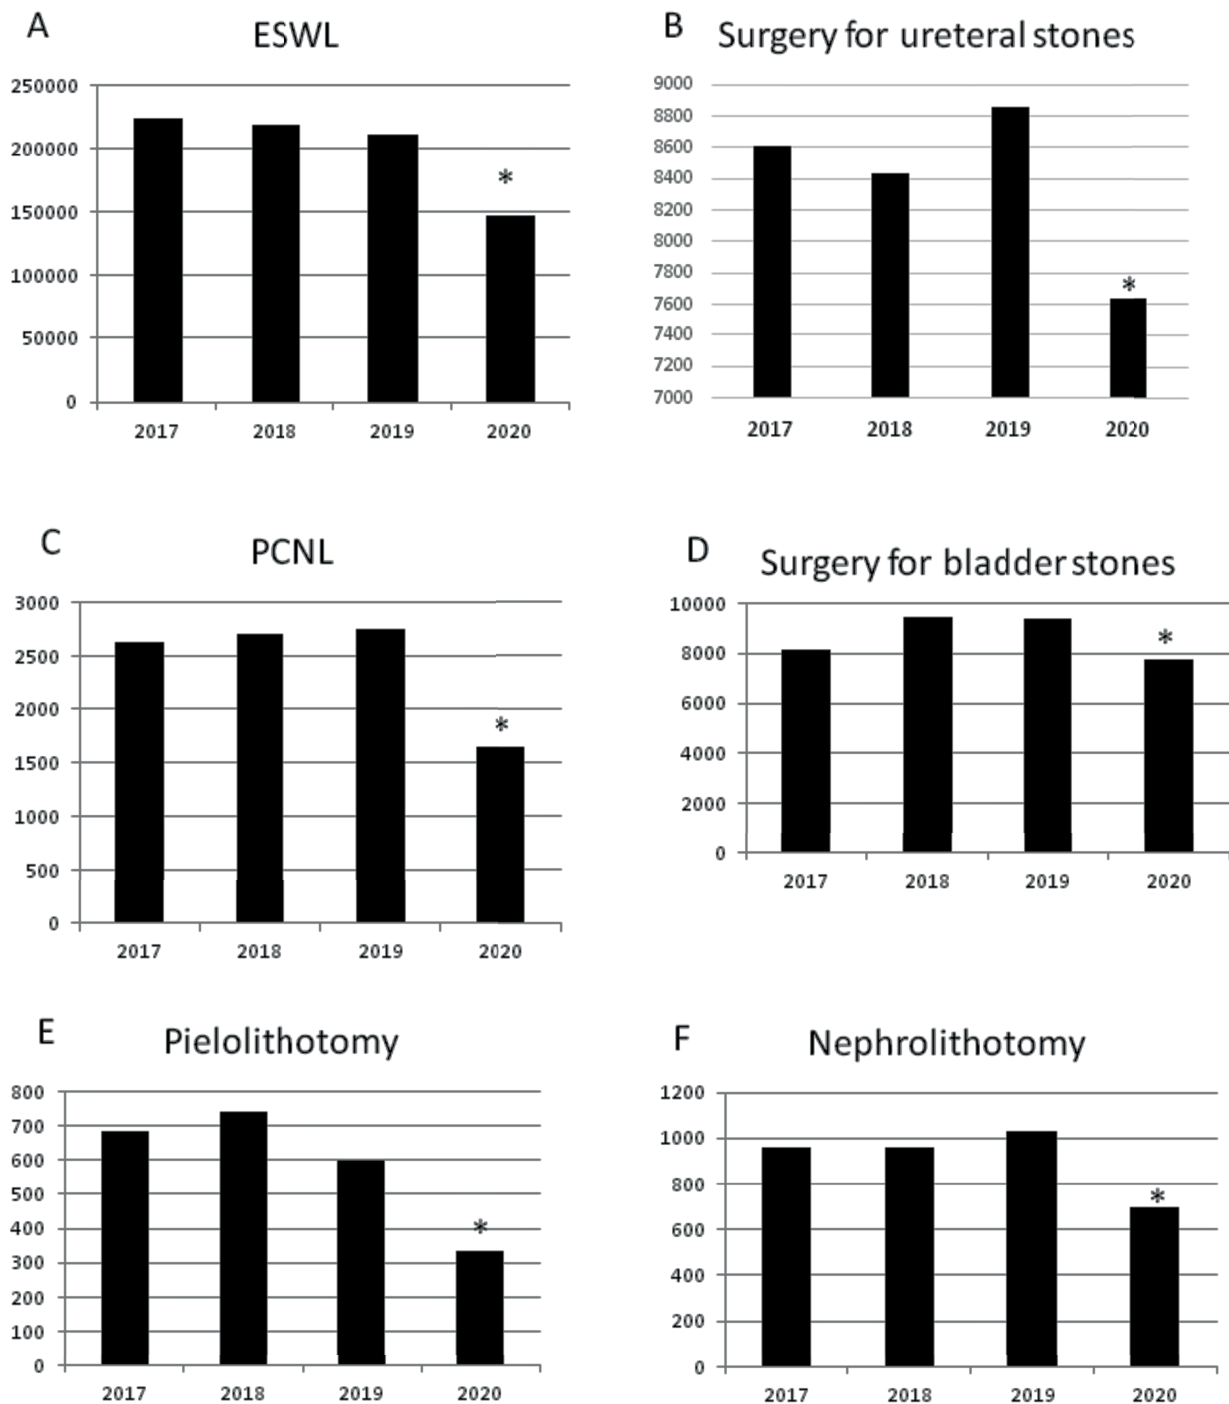 A
ESWL
250000
200000
150000
100000
50000
0
2017 2018 2019 2020
*
B
Surgery for ureteral stones
9000
8800
8600
8400
8200
8000
7800
7600
7400
7200
7000
2017 2018 2019 2020
*
C
PCNL
3000
2500
2000
1500
1000
500
0
2017 2018 2019 2020
*
D
Surgery for bladder stones
10000
8000
6000
4000
2000
0
2017 2018 2019 2020
*
E
Pielolithotomy
800
700
600
500
400
300
200
100
0
2017 2018 2019 2020
*
F
Nephrolithotomy
1200
1000
800
600
400
200
0
2017 2018 2019 2020
*